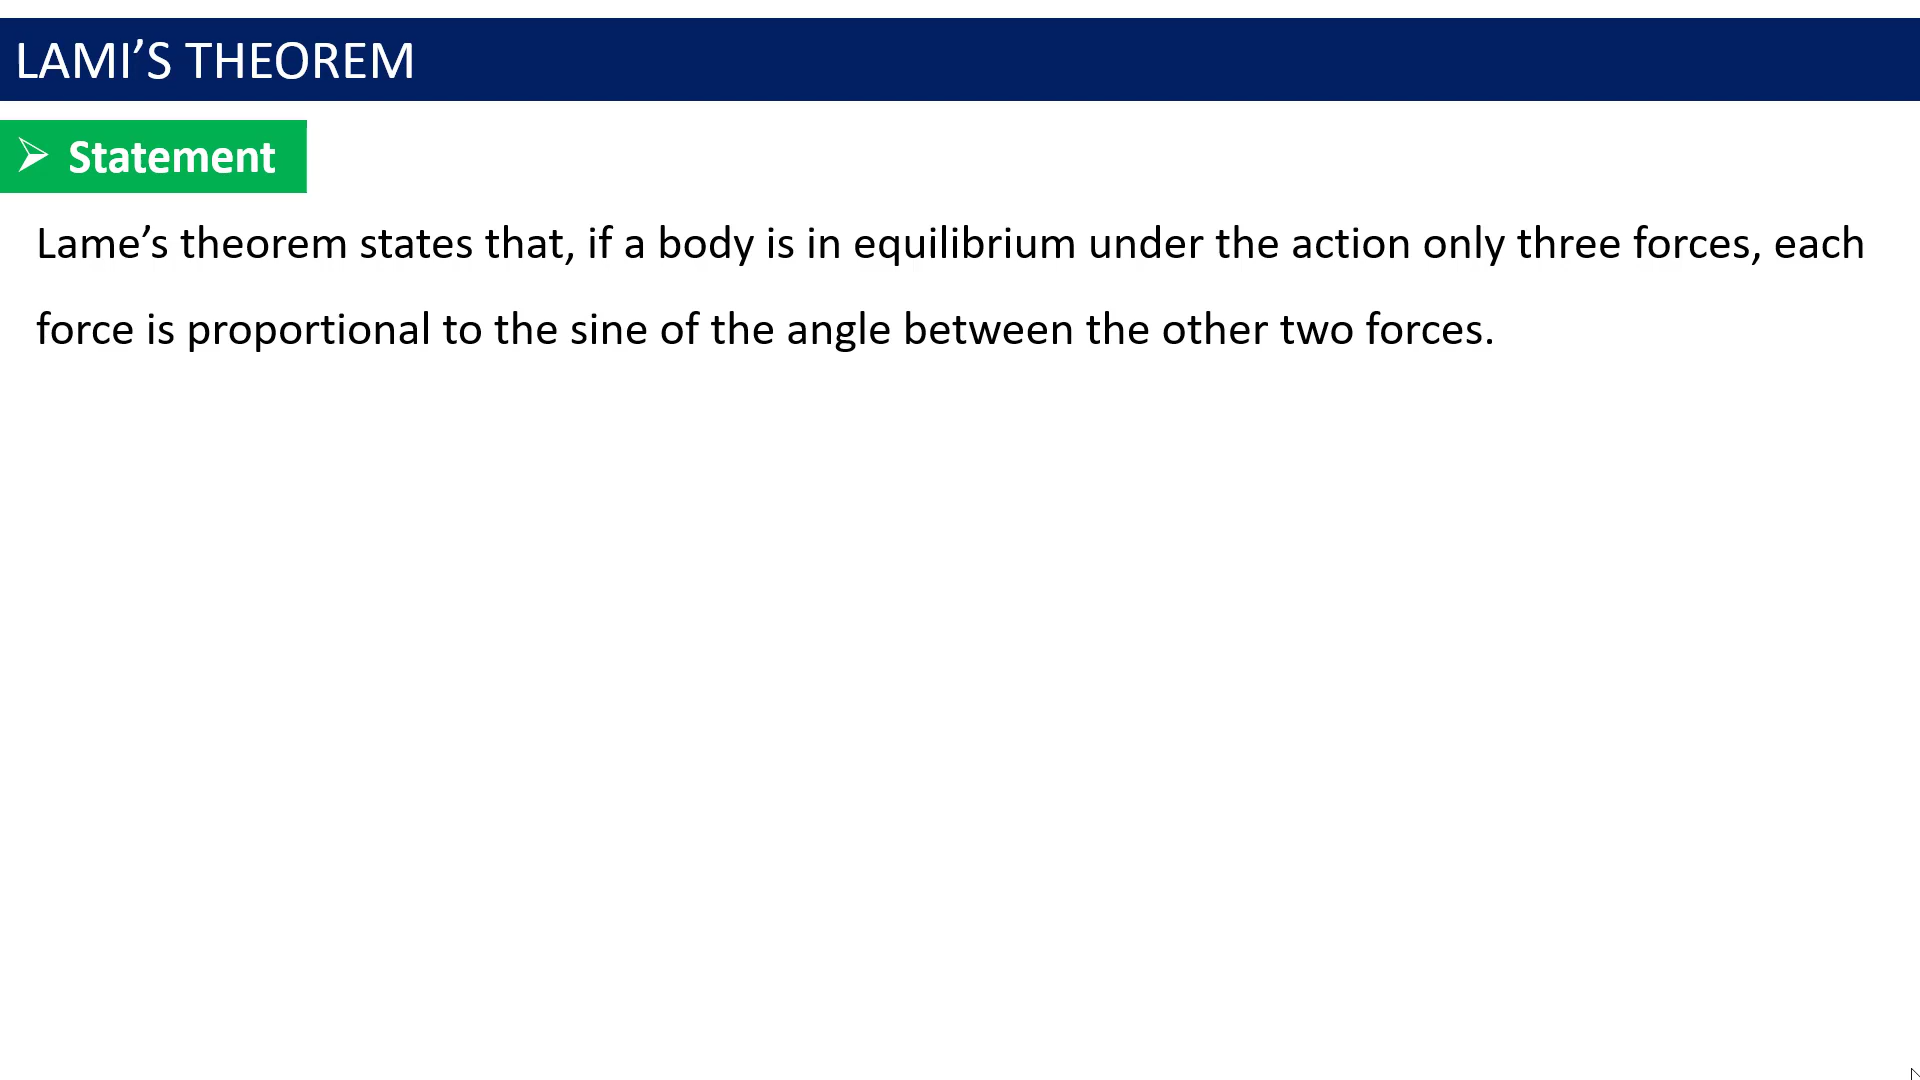 LAMI’S THEOREM
➢ Statement
Lame’s theorem states that, if a body is in equilibrium under the action only three forces, each
force is proportional to the sine of the angle between the other two forces.